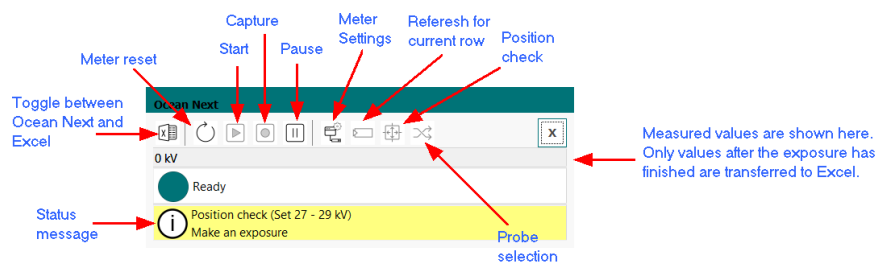 Capture
Start
Pause
Meter
Settings
Referesh for
current row
Position
check
Meter reset
Toggle between
Ocean Next and
Excel
Ocean Next
X
x
0 kV
Ready
Measured values are shown here.
Only values after the exposure has
finished are transferred to Excel.
Status
message
i
Position check (Set 27 - 29 kV)
Make an exposure
Probe
selection